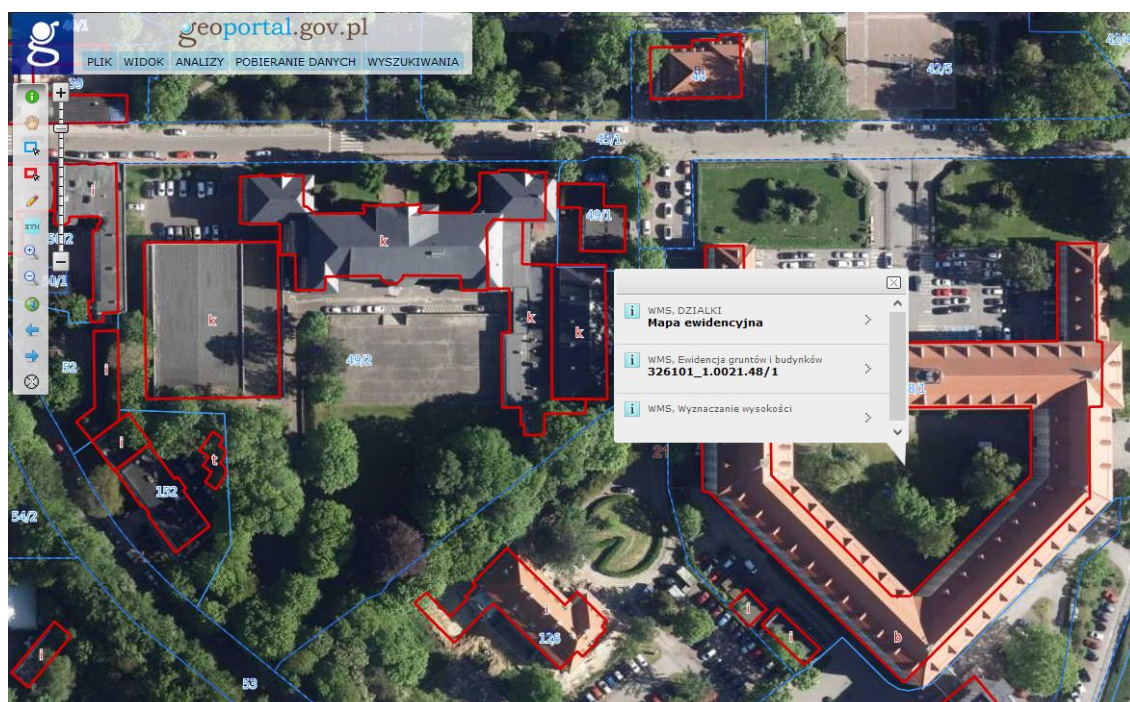 geoportal.gov.pl
PLIK WIDOK ANALIZY POBIERANIE DANYCH WYSZUKIWANIA
42/5
44
45/1
XYH
49/1
k
i
WMS, DZIALKI
Mapa ewidencyjna
k
k
k
WMS, Ewidencja gruntów i budynków
326101_1.0021.48/1
49/2
52
i
WMS, Wyznaczanie wysokości
i
t
21
152
54/2
i
126
i
i
b
i
53